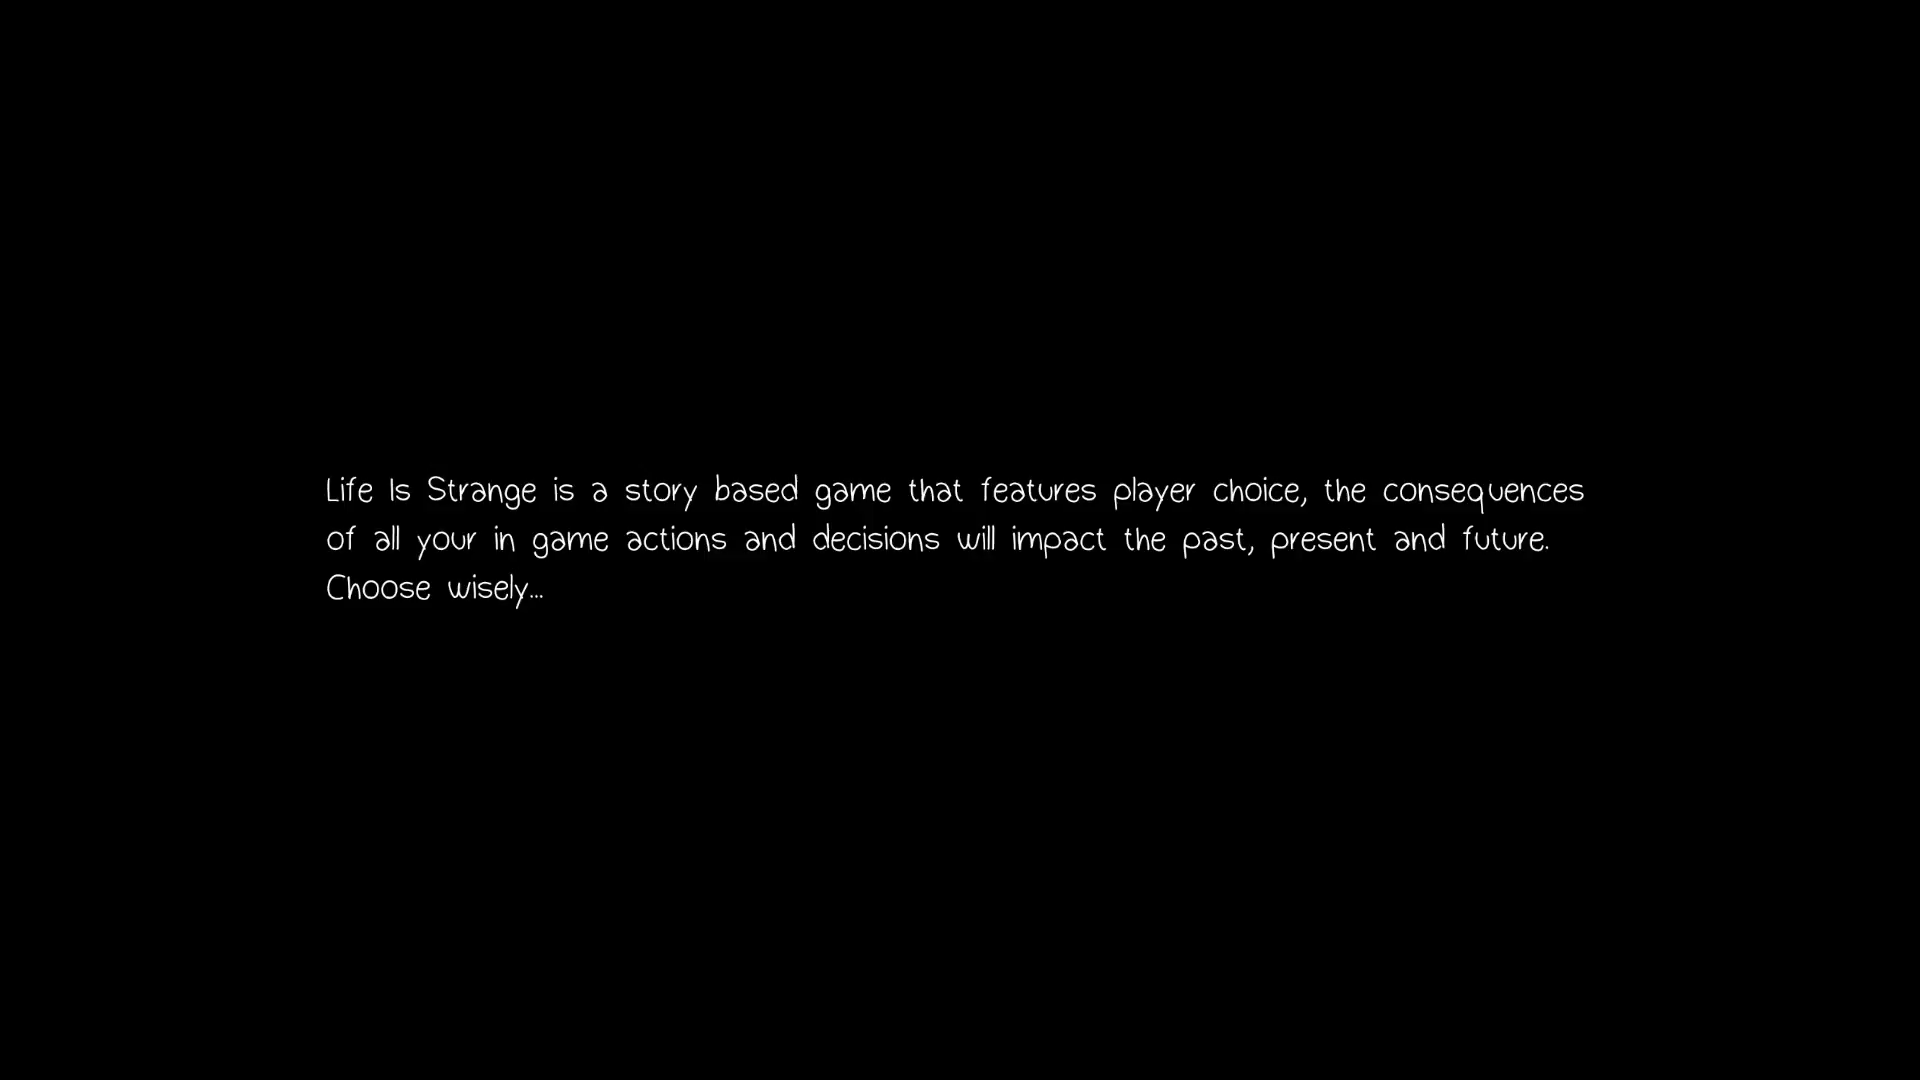 Life Is Strange is a story based game that features player choice, the consequences
of all your in game actions and decisions will impact the past, present and future.
Choose wisely...